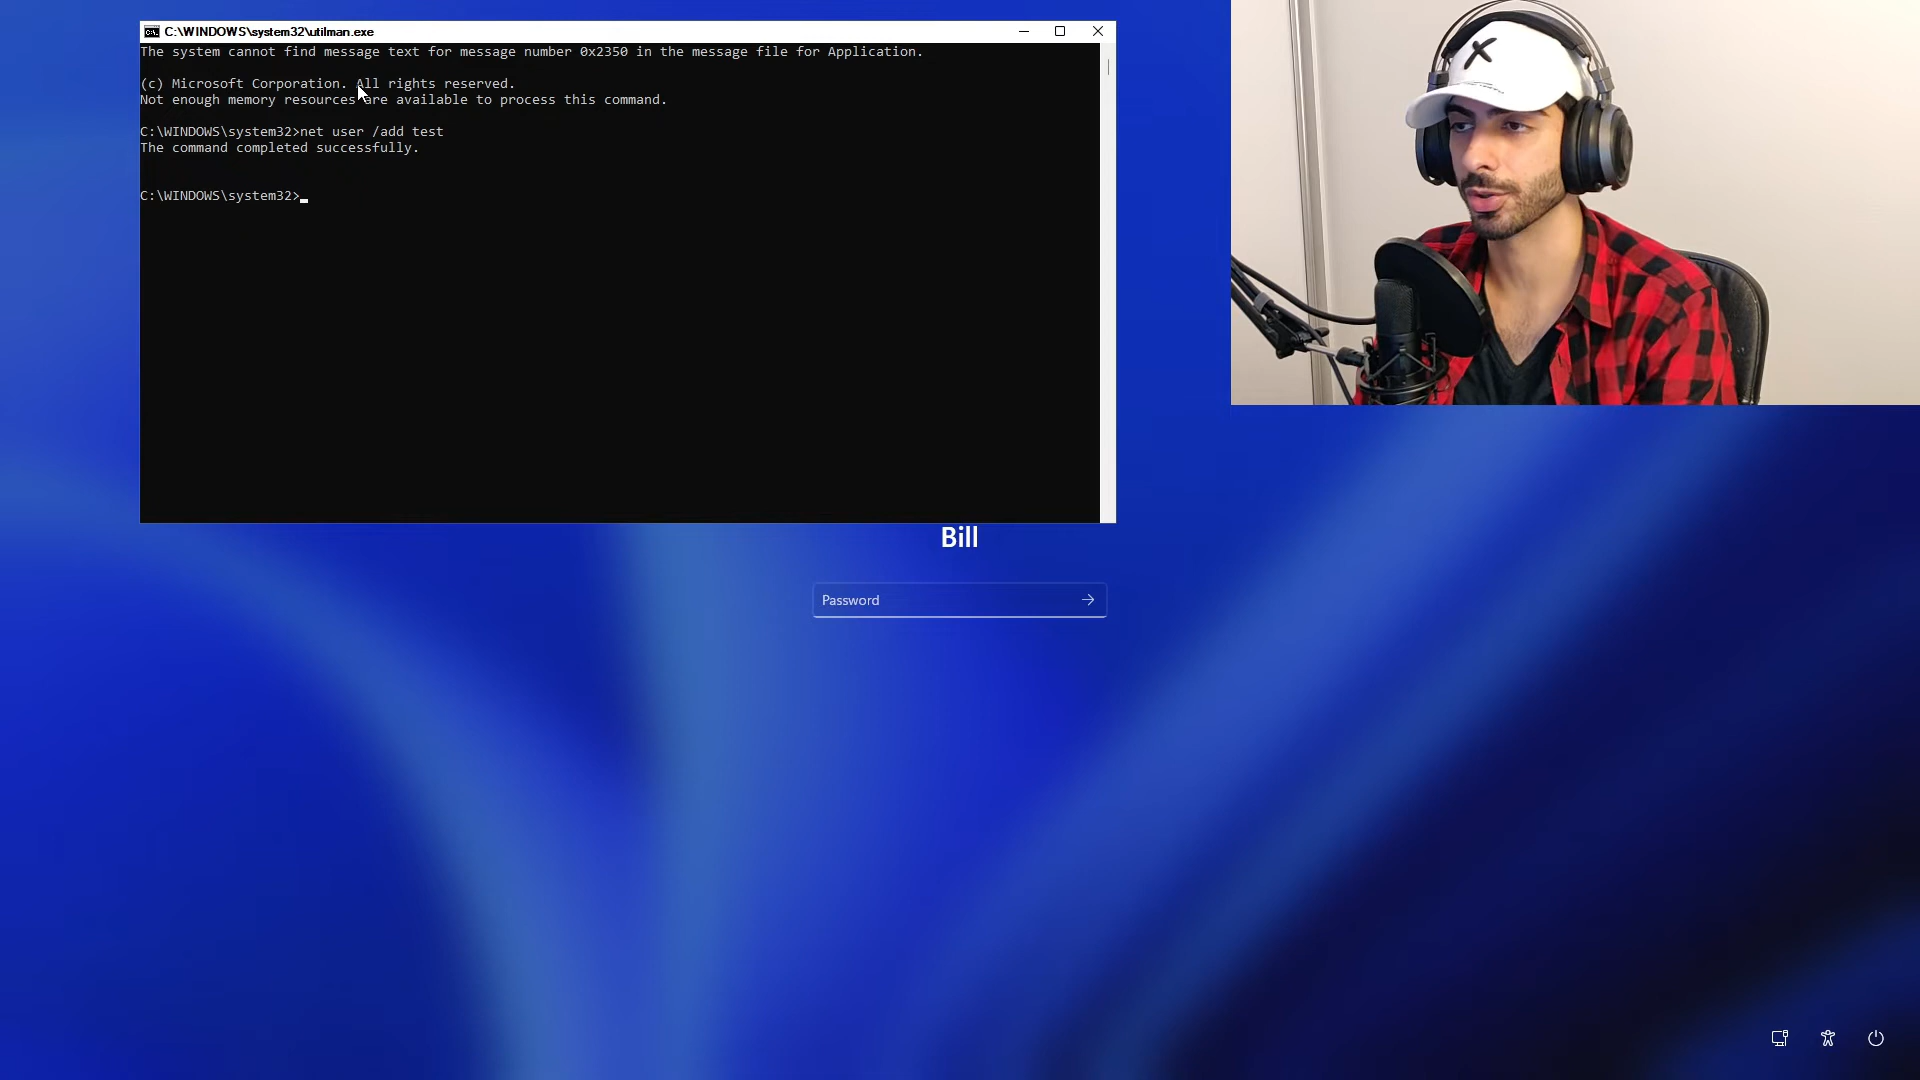 C:\WINDOWS\system32\utilman.exe
The system cannot find message text for message number 0x2350 in the message file for Application.
(c) Microsoft Corporation. All rights reserved.
Not enough memory resources are available to process this command.
C:\WINDOWS\system32>net user /add test
The command completed successfully.
C:\WINDOWS\system32>
Bill
Password